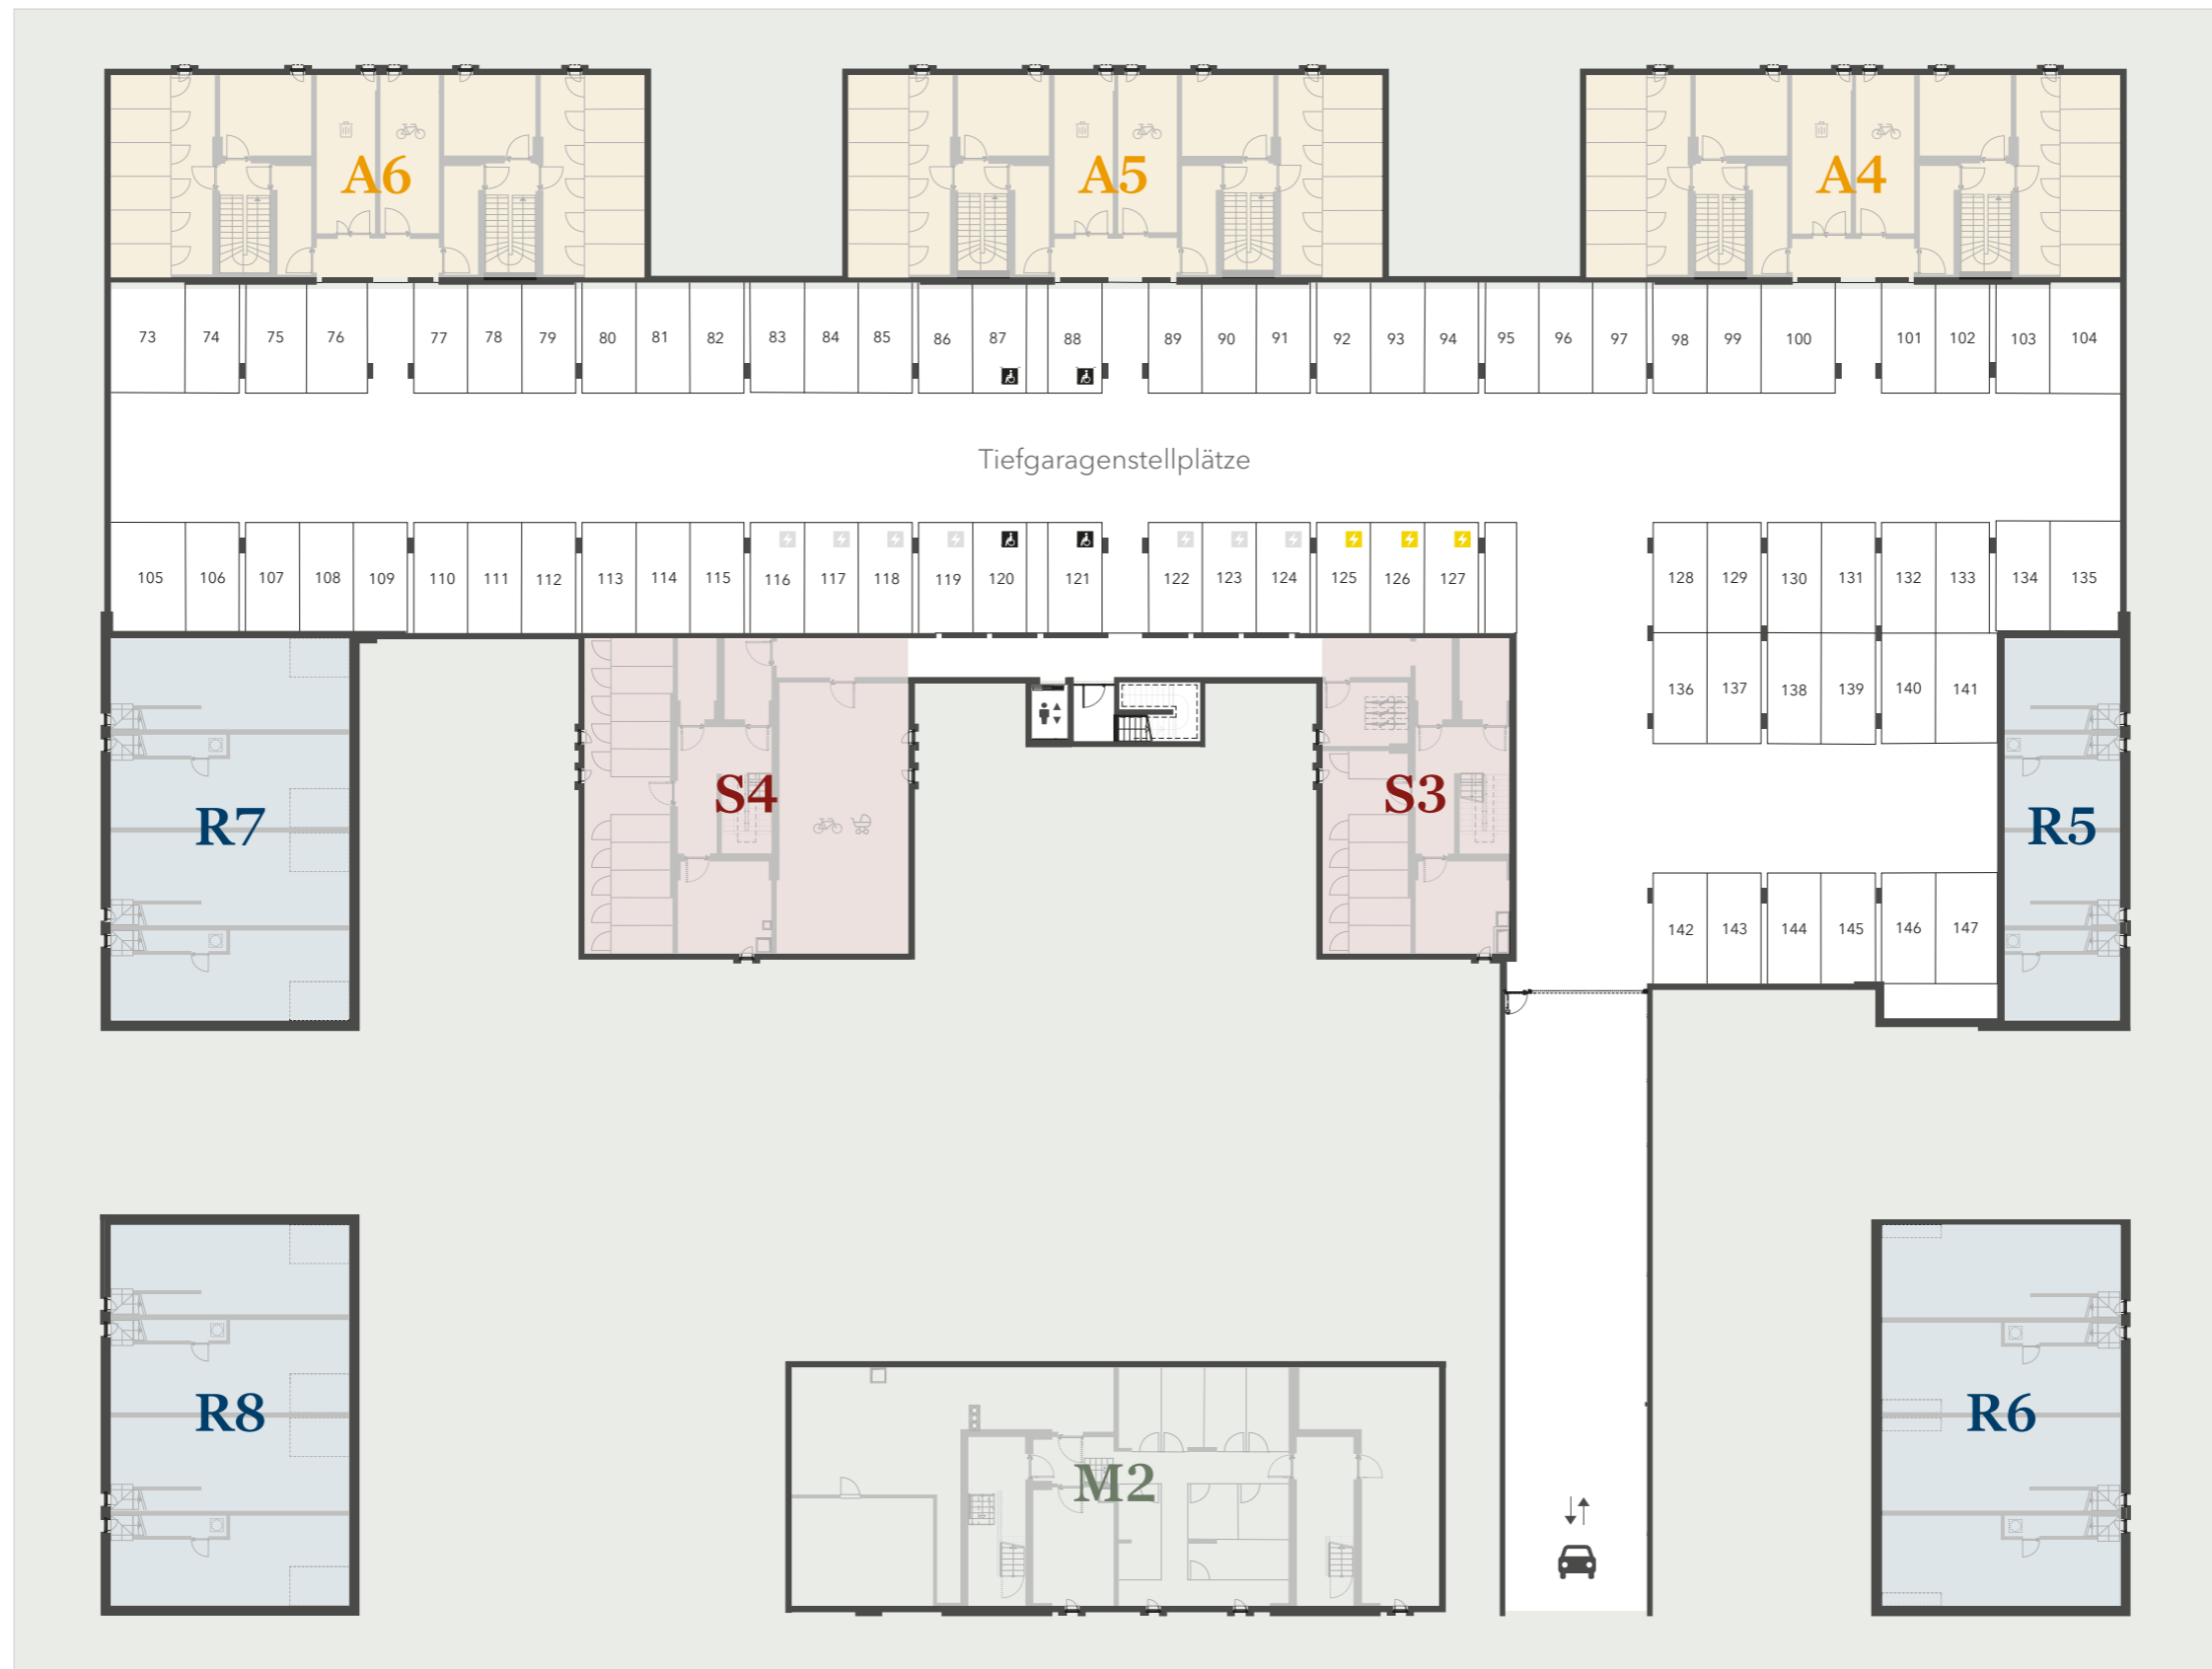 A6 A5 A4
73 74 75 76 77 78 79 80 81 82 83 84 85 86 87 88 89 90 91 92 93 94 95 96 97 98 99 100 101 102 103 104
Tiefgaragenstellplätze
105 106 107 108 109 110 111 112 113 114 115 116 117 118 119 120 121 122 123 124 125 126 127 128 129 130 131 132 133 134 135
136 137 138 139 140 141
S4 S3
R7 R5
142 143 144 145 146 147
R8 R6
M2